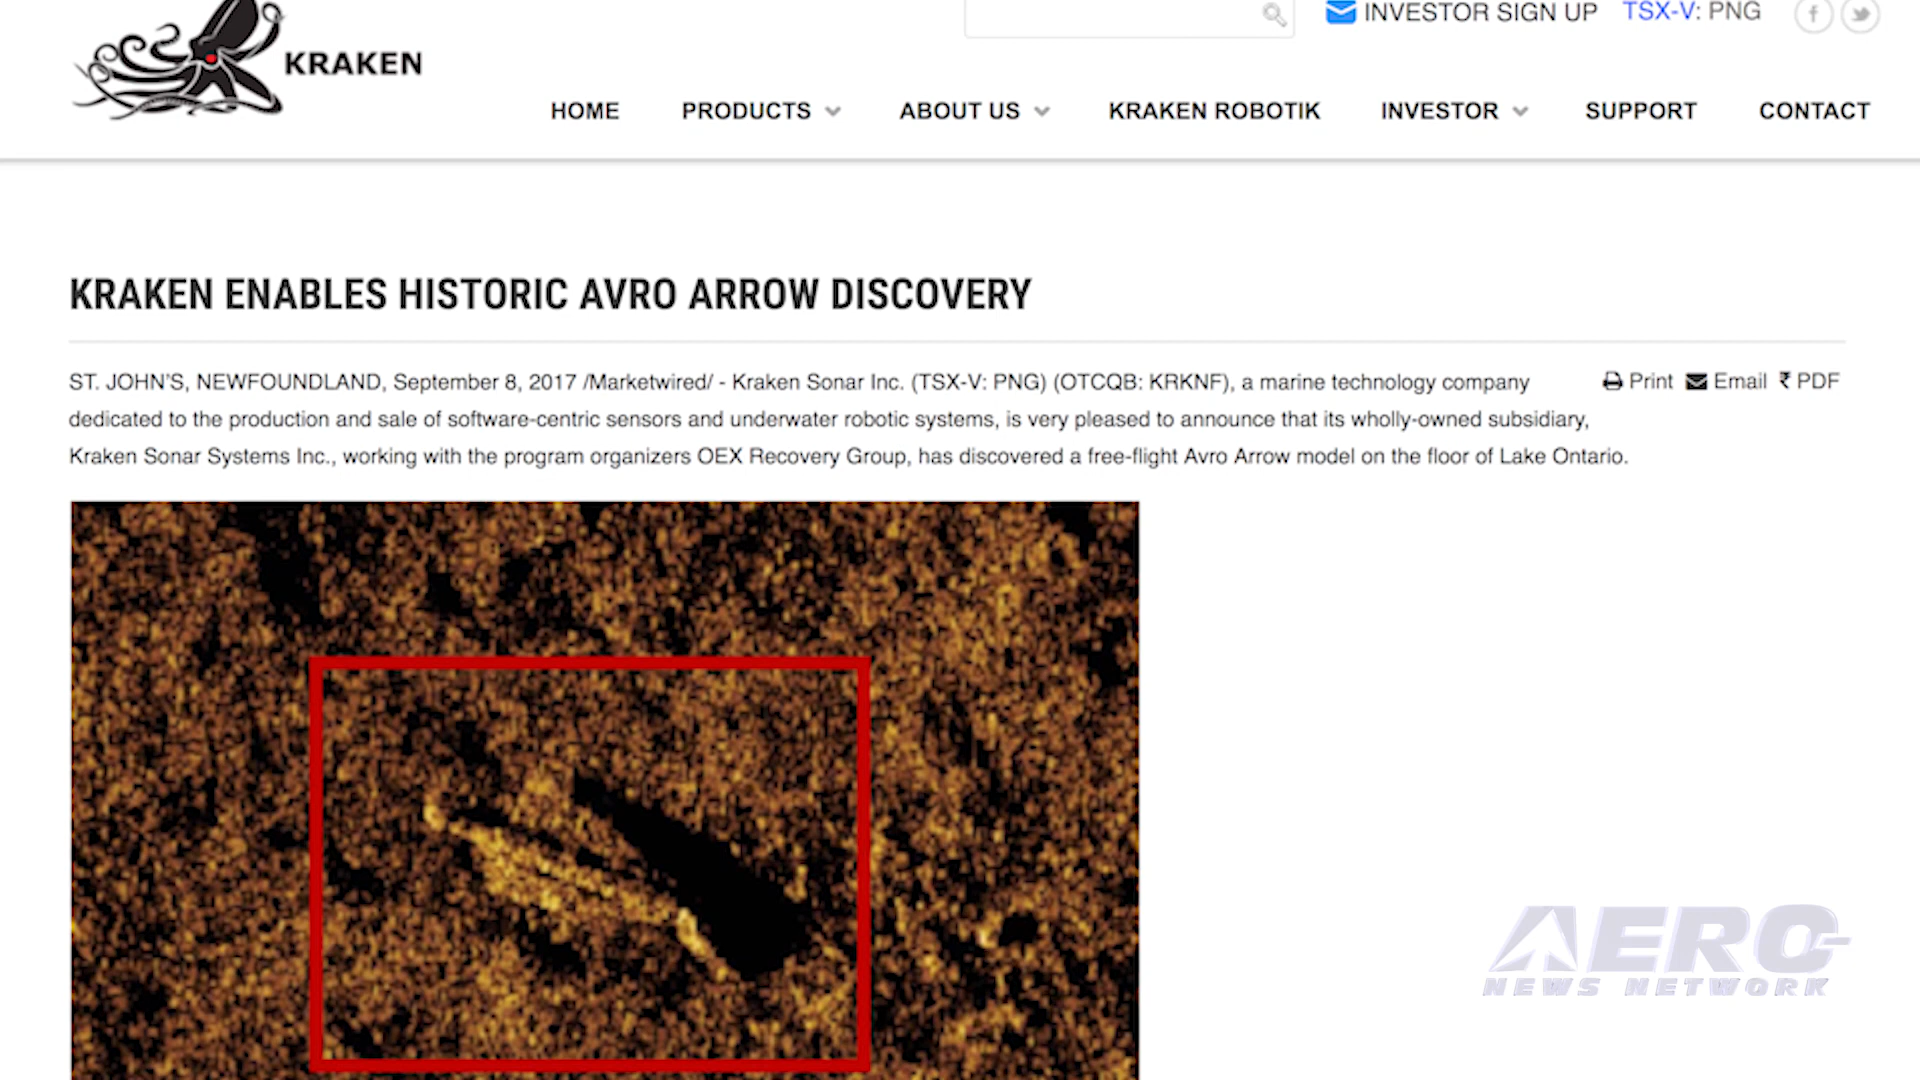 KRAKEN
INVESTOR SIGN UP
TSX-V: PNG
HOME
PRODUCTS
ABOUT US
KRAKEN ROBOTIK
INVESTOR
SUPPORT
CONTACT
KRAKEN ENABLES HISTORIC AVRO ARROW DISCOVERY
ST. JOHN'S, NEWFOUNDLAND, September 8, 2017 /Marketwired/ - Kraken Sonar Inc. (TSX-V: PNG) (OTCQB: KRKNF), a marine technology company
Print Email ₹ PDF
dedicated to the production and sale of software-centric sensors and underwater robotic systems, is very pleased to announce that its wholly-owned subsidiary,
Kraken Sonar Systems Inc., working with the program organizers OEX Recovery Group, has discovered a free-flight Avro Arrow model on the floor of Lake Ontario.
AERO-
NEWS NETWORK